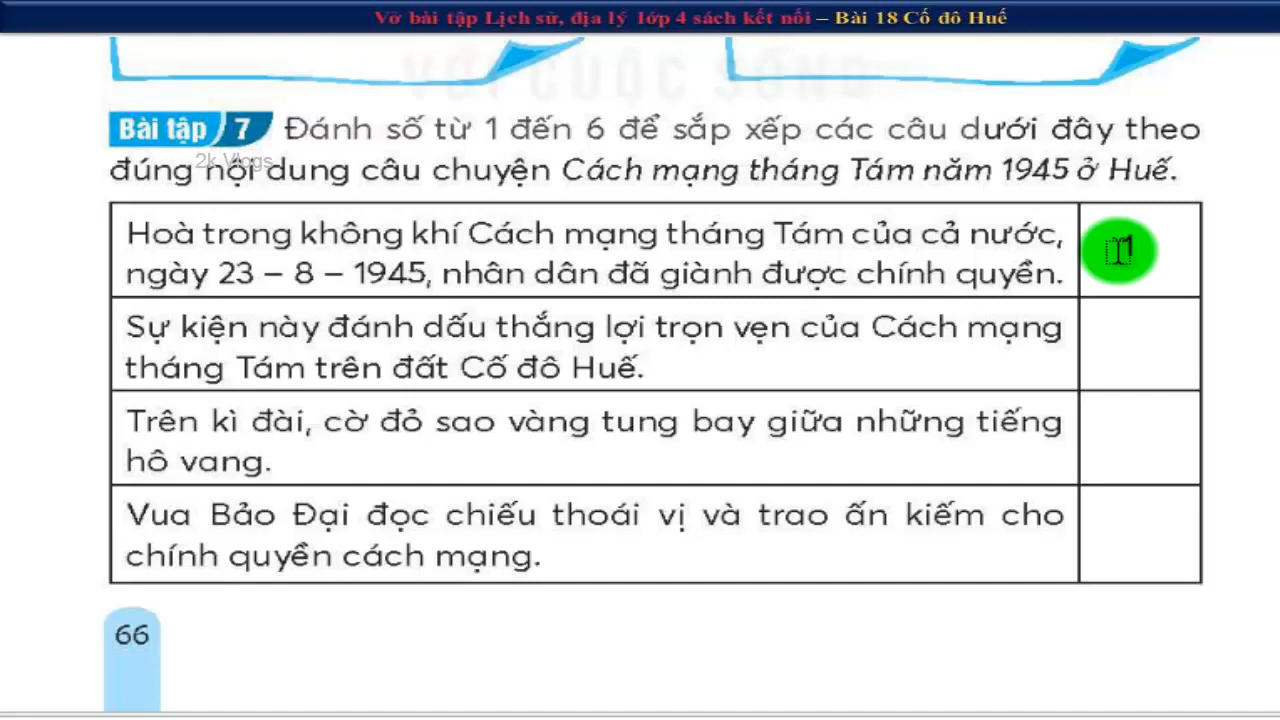 Vở bài tập Lịch sử, địa lý lớp 4 sách kết nối – Bài 18 Cố đô Huế
VỚI CUỘC SỐNG
Bài tập 7 Đánh số từ 1 đến 6 để sắp xếp các câu dưới đây theo
đúng nội dung câu chuyện Cách mạng tháng Tám năm 1945 ở Huế.
2k Vlogs
Hoà trong không khí Cách mạng tháng Tám của cả nước,
ngày 23 – 8 – 1945, nhân dân đã giành được chính quyền.
1
Sự kiện này đánh dấu thắng lợi trọn vẹn của Cách mạng
tháng Tám trên đất Cố đô Huế.
Trên kì đài, cờ đỏ sao vàng tung bay giữa những tiếng
hô vang.
Vua Bảo Đại đọc chiếu thoái vị và trao ấn kiếm cho
chính quyền cách mạng.
66